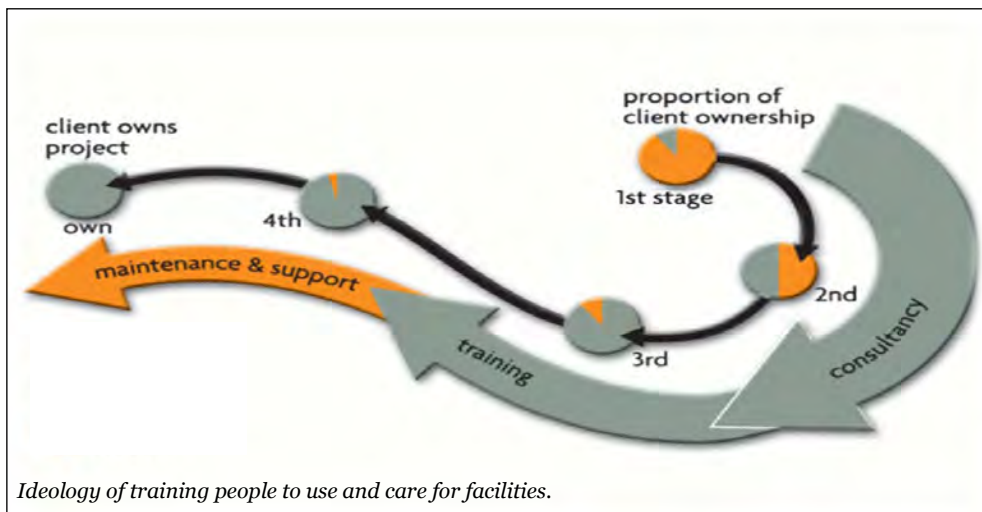 proportion of
client ownership
1st stage
2nd
3rd
4th
client owns
project
own
consultancy
training
maintenance & support
Ideology of training people to use and care for facilities.